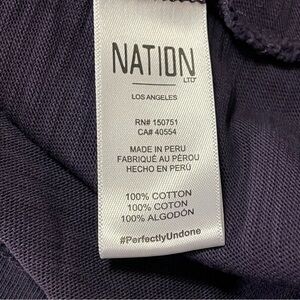 NATION
LTD
LOS ANGELES
RN# 150751
CA# 40554
MADE IN PERU
FABRIQUÉ AU PÉROU
HECHO EN PERÚ
100% COTTON
100% COTON
100% ALGODÓN
#PerfectlyUndone